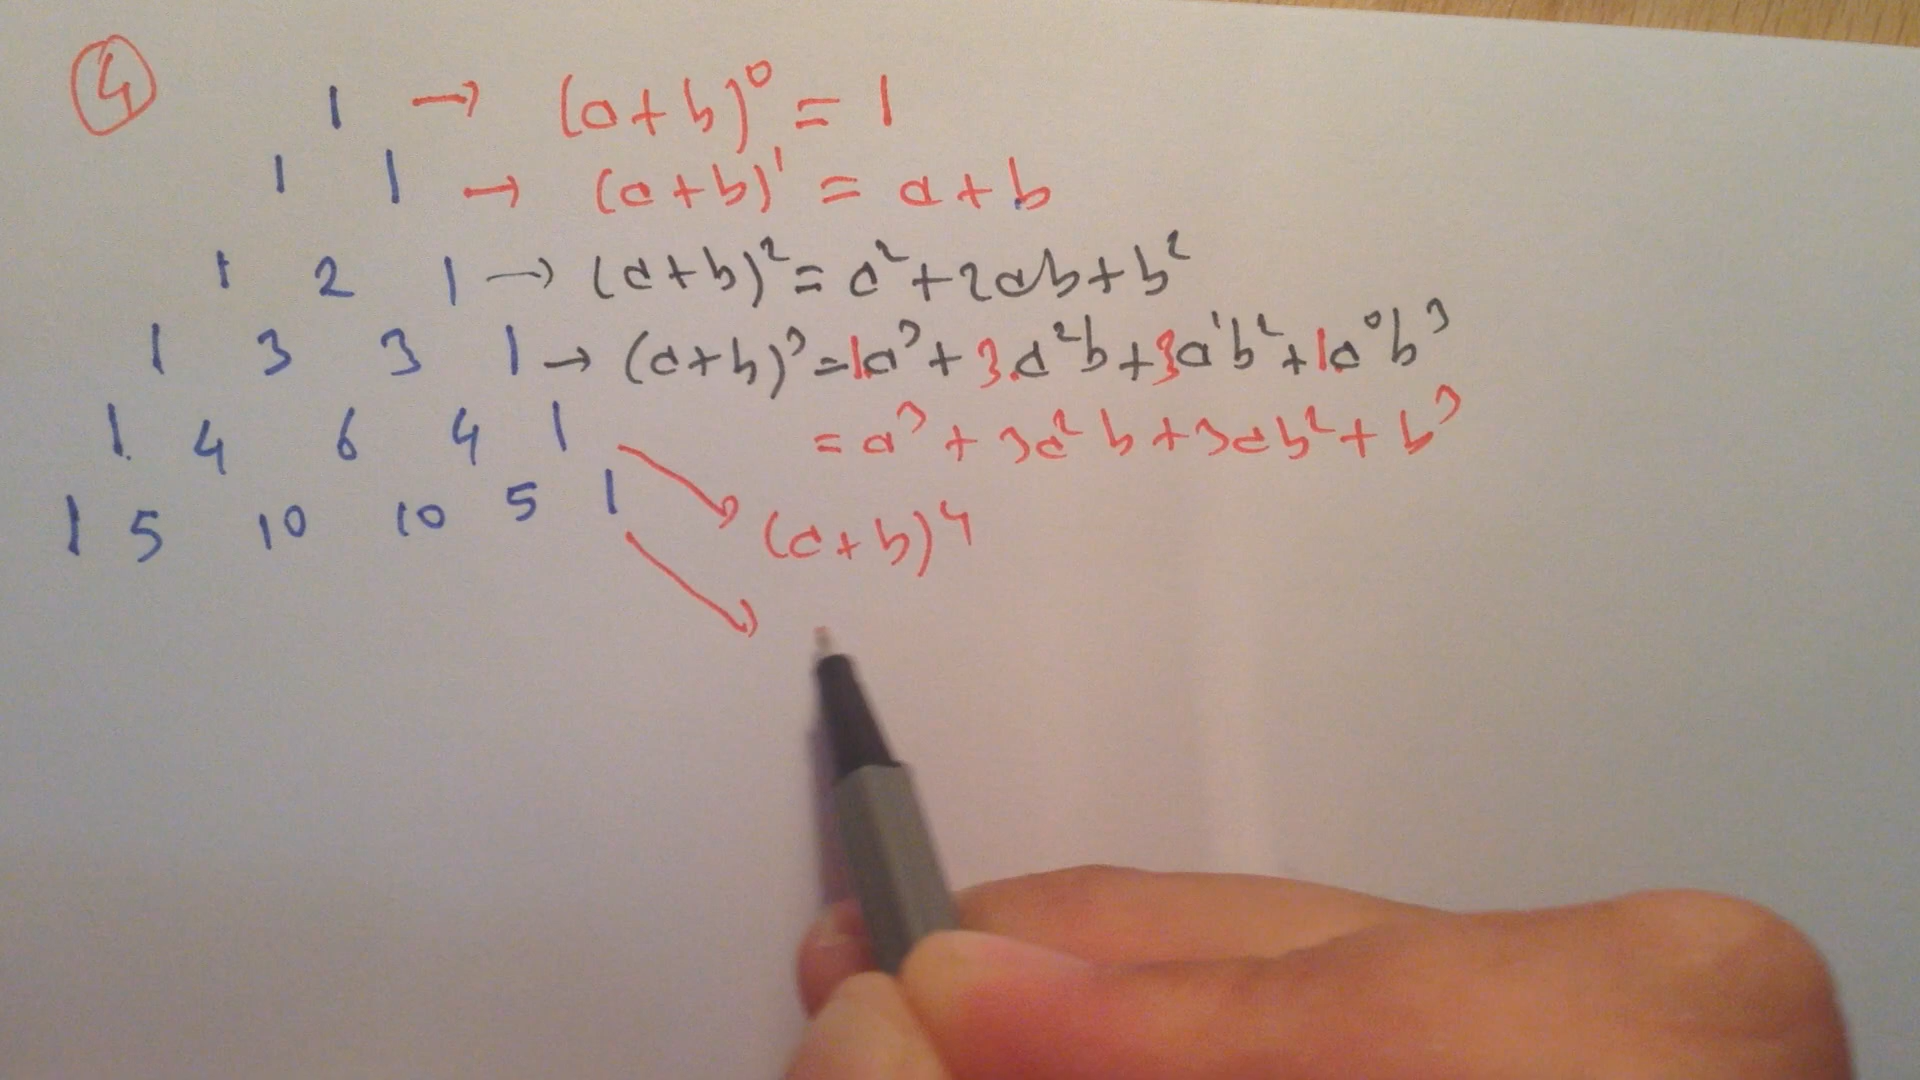 4
1 → (a+b)⁰ = 1
1 1 → (a+b)¹ = a+b
1 2 1 → (a+b)² = a²+2ab+b²
1 3 3 1 → (a+b)³ = 1a³ + 3.a²b + 3a¹b² + 1a⁰b³
= a³ + 3a²b + 3ab² + b³
1 4 6 4 1
1 5 10 10 5 1
(a+b)⁴